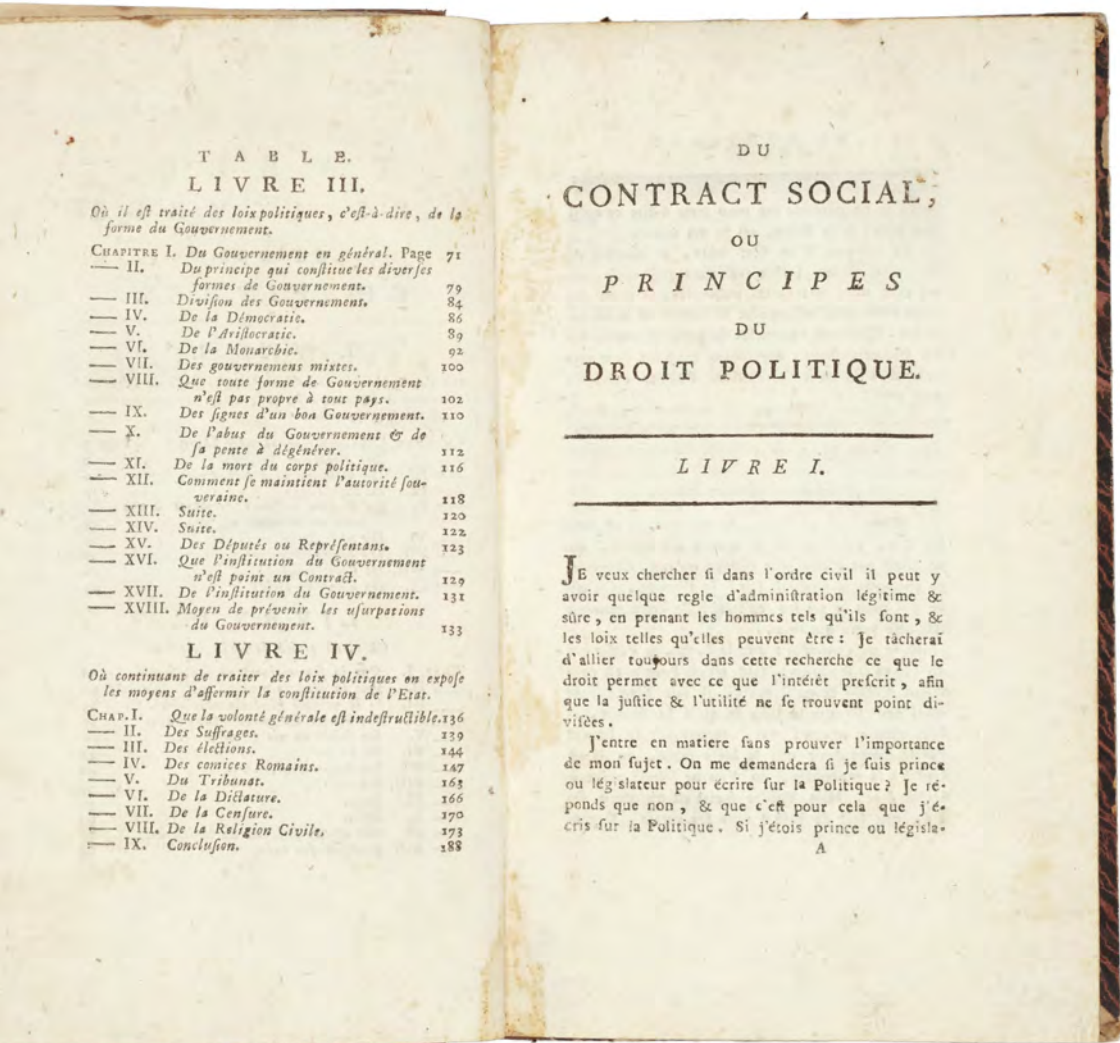 TABLE.
LIVRE III.
Où il eſt traité des loix politiques, c'eſt-à-dire, de la
forme du Gouvernement.
CHAPITRE I. Du Gouvernement en général. Page 71
— II. Du principe qui conſtitue les diverſes
formes de Gouvernement. 79
— III. Diviſion des Gouvernemens. 84
— IV. De la Démocratie. 86
— V. De l'Ariſtocratie. 89
— VI. De la Monarchie. 92
— VII. Des gouvernemens mixtes. 100
— VIII. Que toute forme de Gouvernement
n'eſt pas propre à tout pays. 102
— IX. Des ſignes d'un bon Gouvernement. 110
— X. De l'abus du Gouvernement & de
ſa pente à dégénérer. 112
— XI. De la mort du corps politique. 116
— XII. Comment ſe maintient l'autorité ſou-
veraine. 118
— XIII. Suite. 120
— XIV. Suite. 122
— XV. Des Députés ou Repréſentans. 123
— XVI. Que l'inſtitution du Gouvernement
n'eſt point un Contract. 129
— XVII. De l'inſtitution du Gouvernement. 131
— XVIII. Moyen de prévenir les uſurpations
du Gouvernement. 133
LIVRE IV.
Où continuant de traiter des loix politiques on expoſe
les moyens d'affermir la conſtitution de l'Etat.
CHAP. I. Que la volonté générale eſt indeſtructible. 136
— II. Des Suffrages. 139
— III. Des élections. 144
— IV. Des comices Romains. 147
— V. Du Tribunat. 163
— VI. De la Dictature. 166
— VII. De la Cenſure. 170
— VIII. De la Religion Civile. 173
— IX. Concluſion. 188
DU
CONTRACT SOCIAL,
OU
PRINCIPES
DU
DROIT POLITIQUE.
LIVRE I.
JE veux chercher ſi dans l'ordre civil il peut y
avoir quelque regle d'adminiſtration légitime &
sûre, en prenant les hommes tels qu'ils ſont, &
les loix telles qu'elles peuvent être : Je tâcherai
d'allier toujours dans cette recherche ce que le
droit permet avec ce que l'intérêt preſcrit, afin
que la juſtice & l'utilité ne ſe trouvent point di-
viſées.
J'entre en matiere ſans prouver l'importance
de mon ſujet. On me demandera ſi je ſuis prince
ou légiſlateur pour écrire ſur la Politique? Je ré-
ponds que non, & que c'eſt pour cela que j'é-
cris ſur la Politique. Si j'étois prince ou légiſla-
A